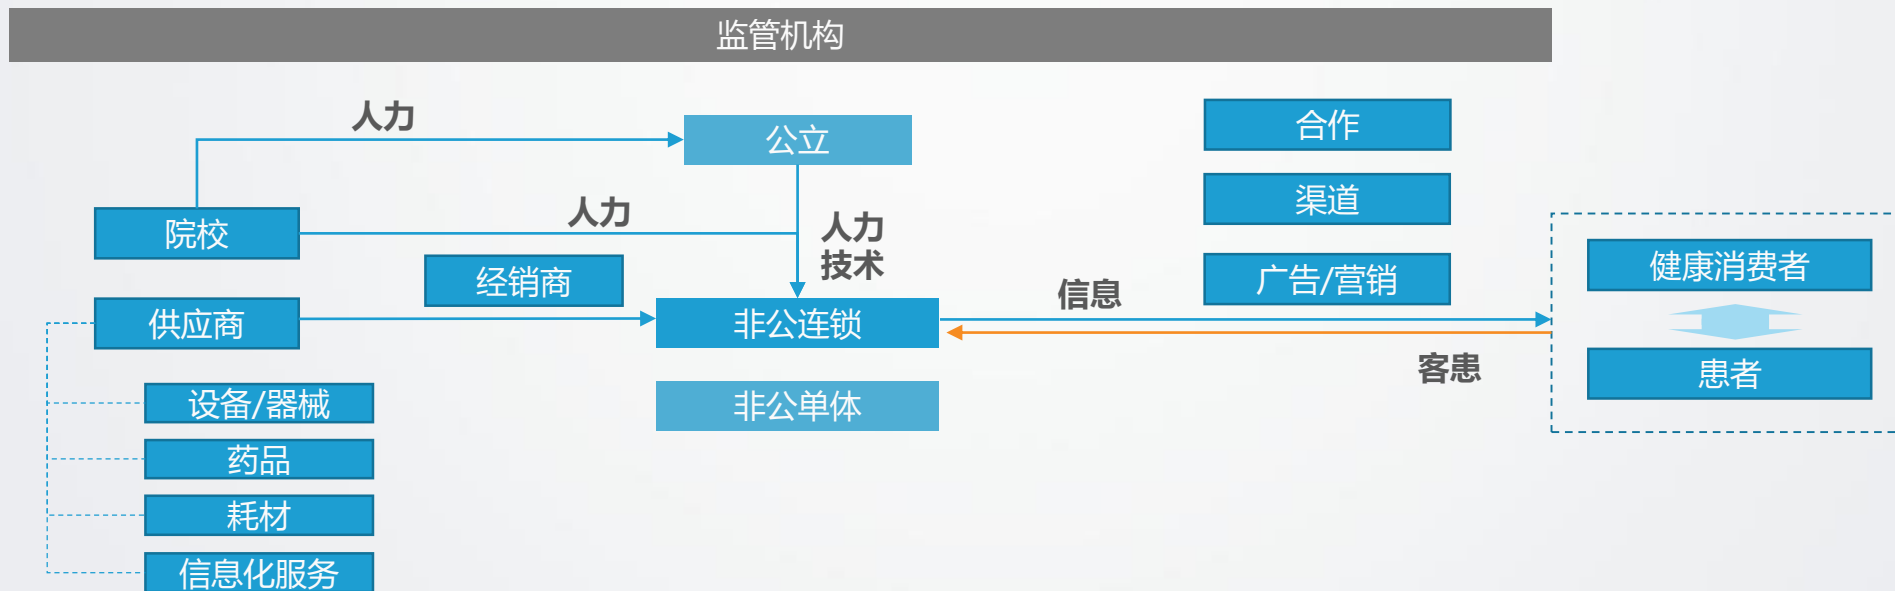 监管机构
人力
公立
合作
渠道
院校
人力
人力
技术
经销商
广告/营销
信息
健康消费者
供应商
非公连锁
客患
患者
设备/器械
非公单体
药品
耗材
信息化服务